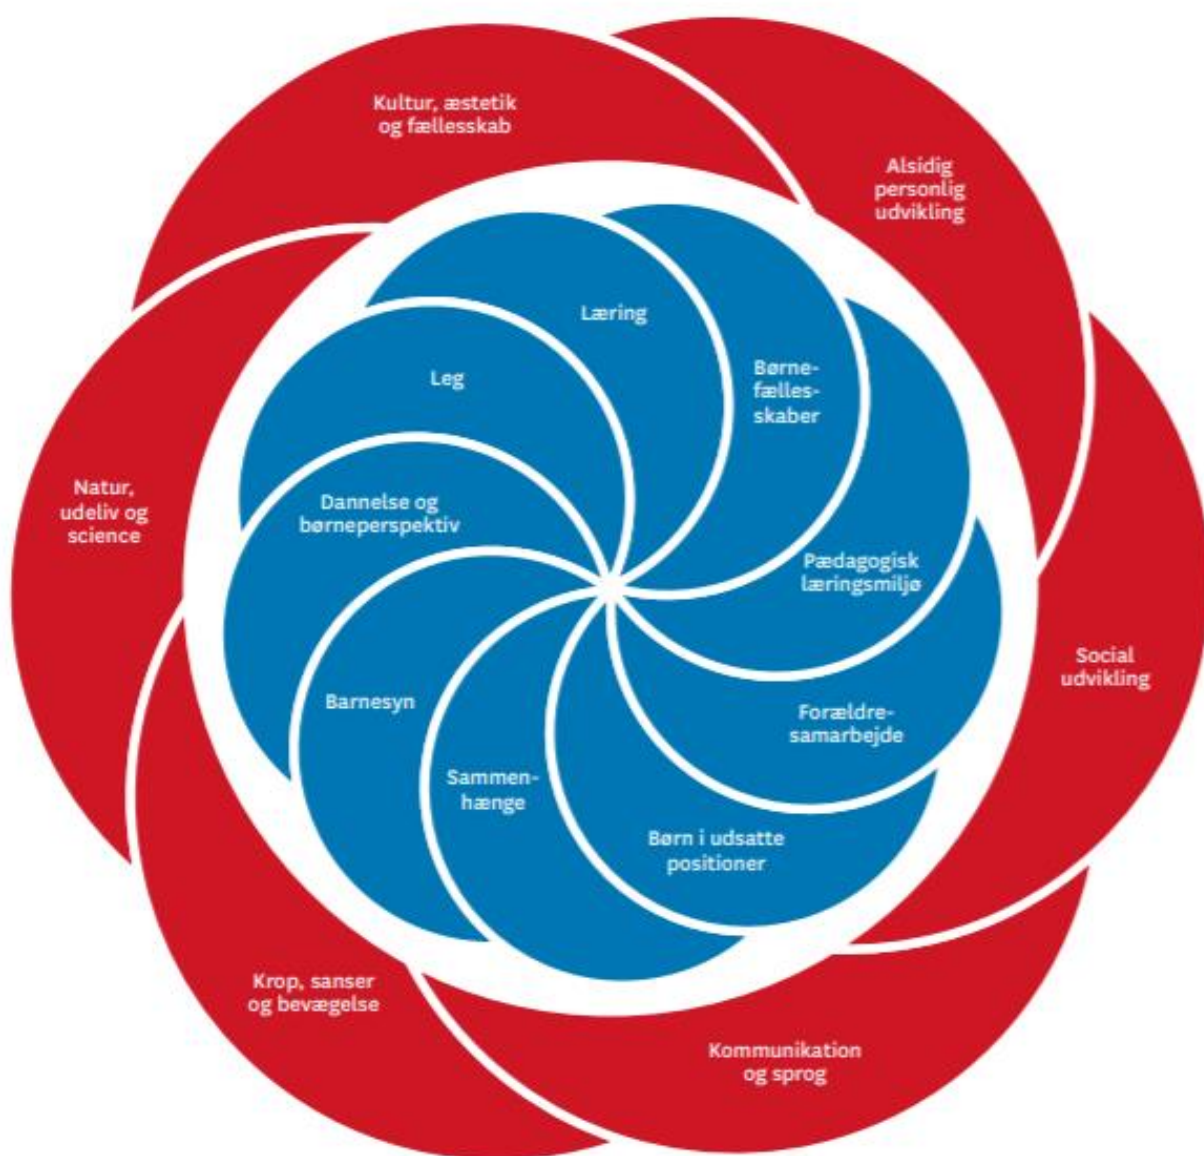 Kultur, æstetik
og fællesskab
Alsidig
personlig
udvikling
Læring
Leg
Børne-
fælles-
skaber
Natur,
udeliv og
science
Dannelse og
børneperspektiv
Pædagogisk
læringsmiljø
Social
udvikling
Barnesyn
Forældre-
samarbejde
Sammen-
hænge
Børn i udsatte
positioner
Krop, sanser
og bevægelse
Kommunikation
og sprog